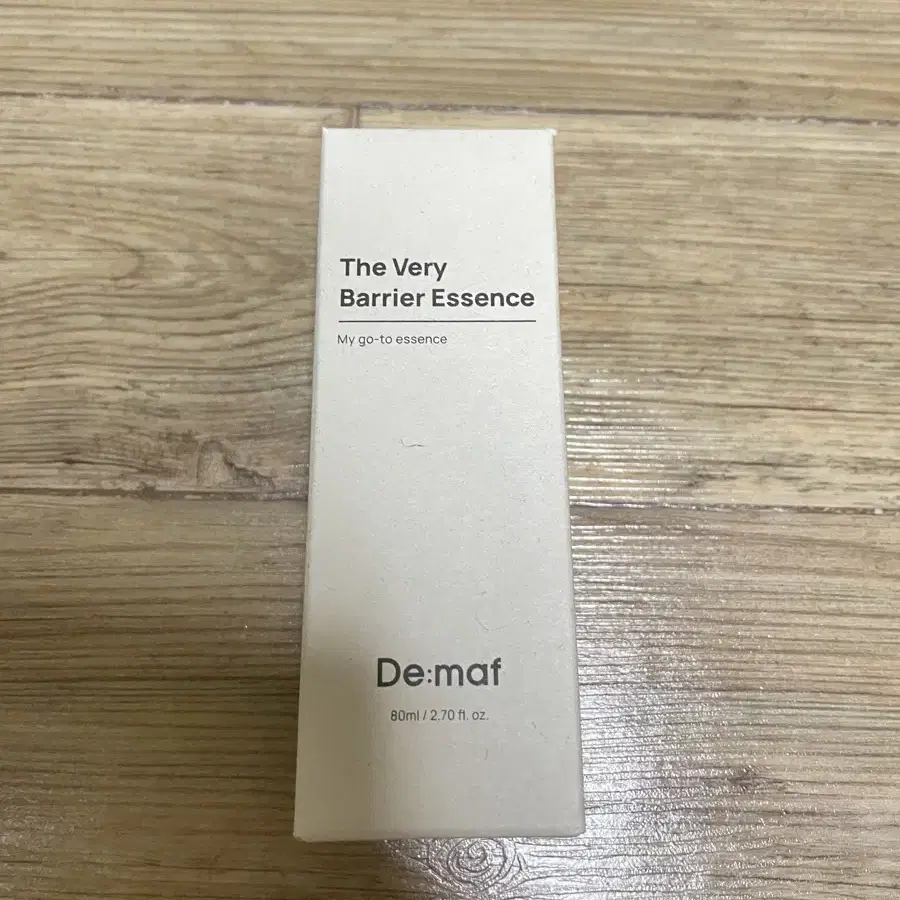 The Very
Barrier Essence
My go-to essence
De:maf
80ml / 2.70 fl. oz.